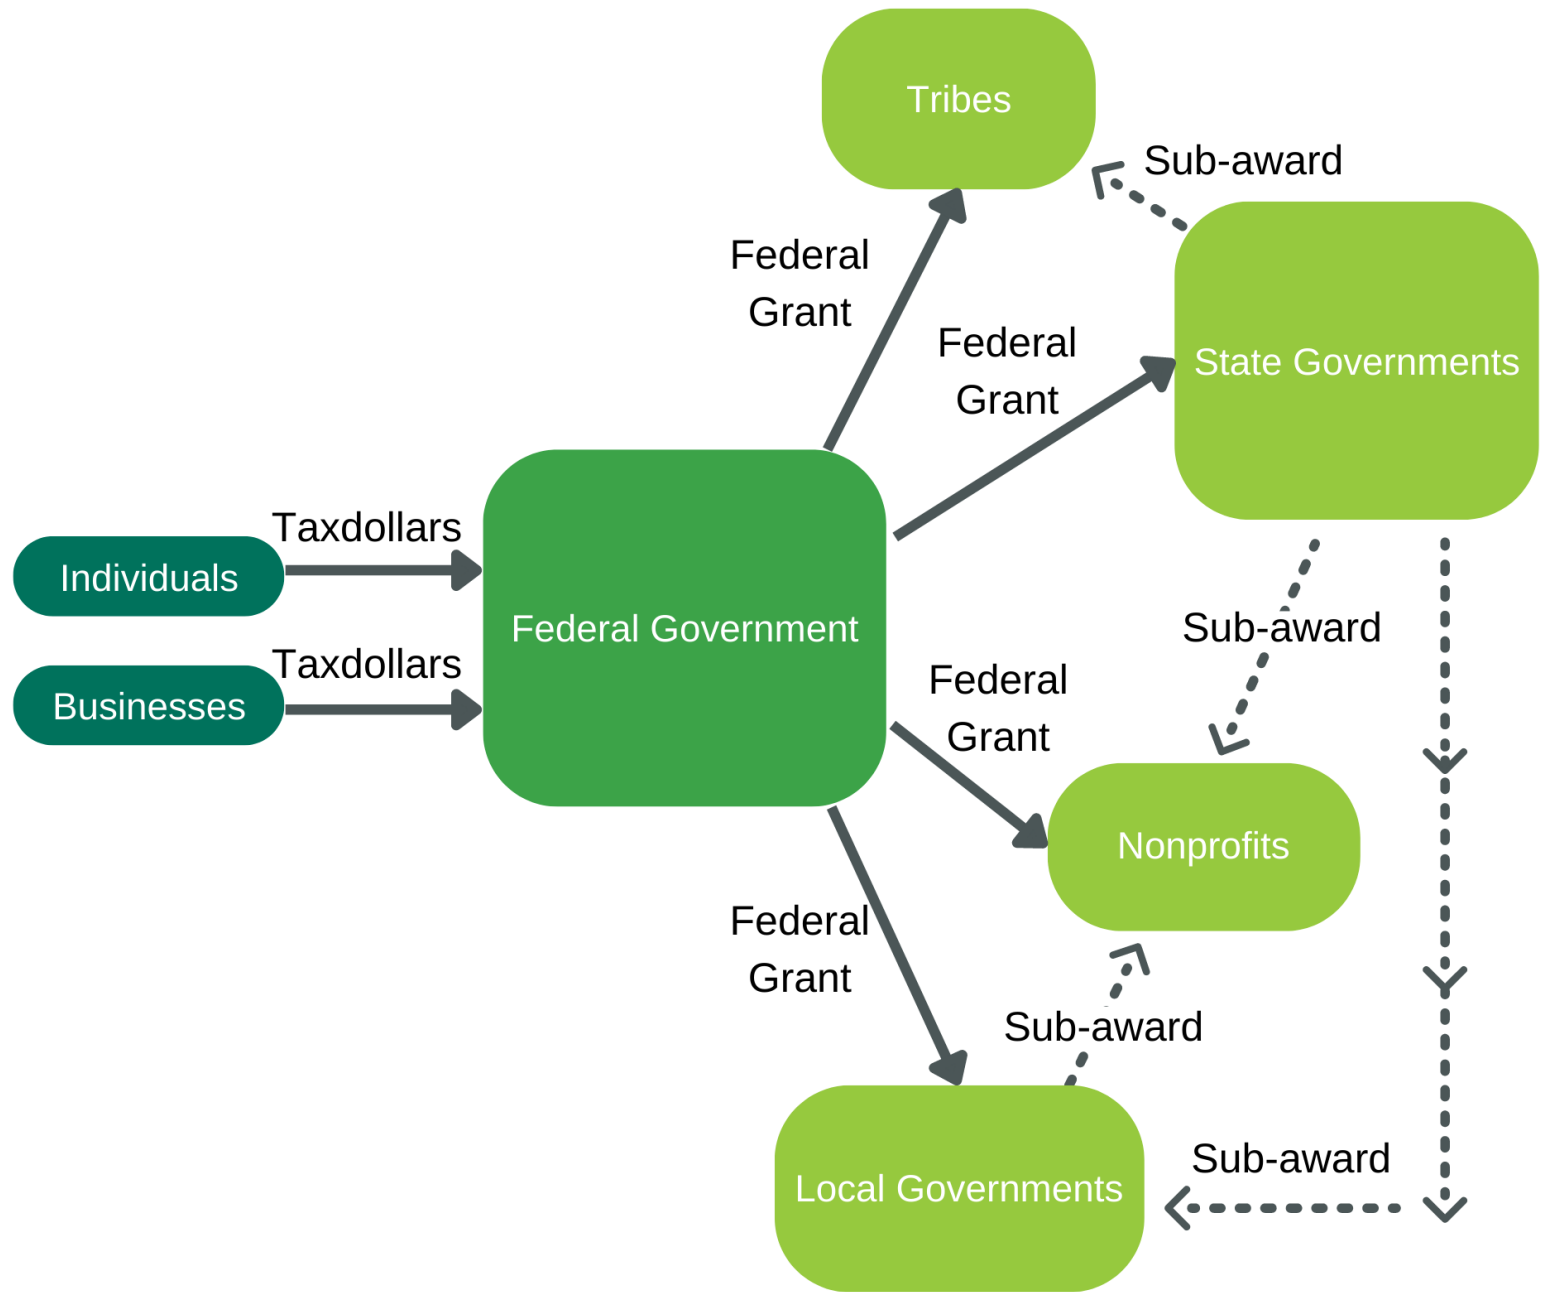 Tribes
Sub-award
Federal
Grant
Federal
Grant
State Governments
Taxdollars
Individuals
Federal Government
Sub-award
Taxdollars
Businesses
Federal
Grant
Nonprofits
Federal
Grant
Sub-award
Sub-award
Local Governments